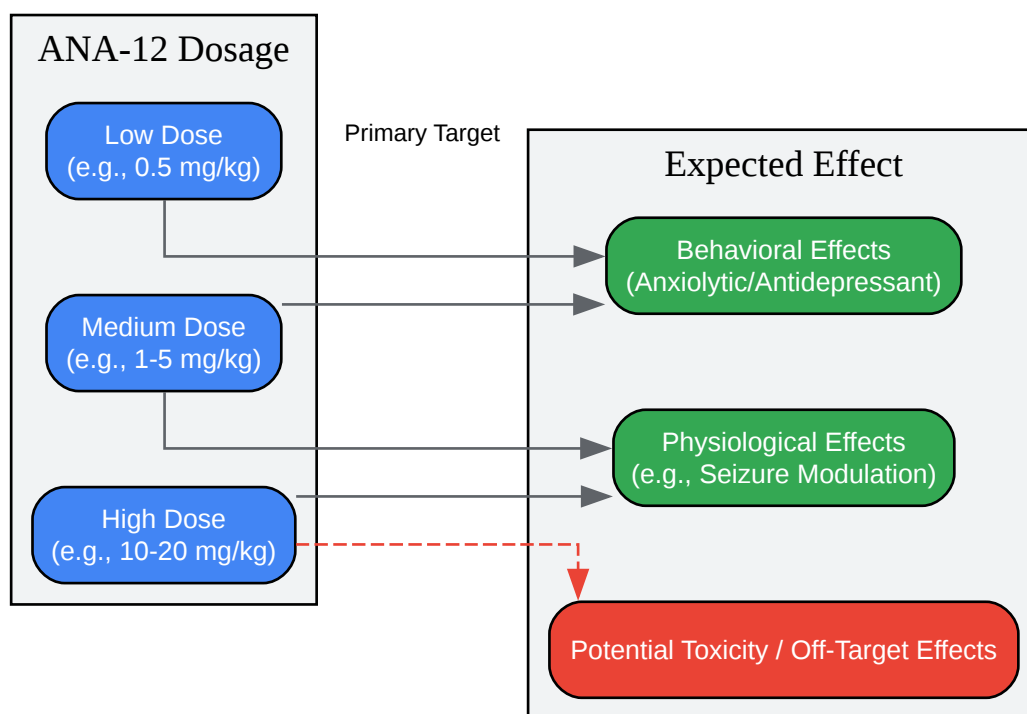 ANA-12 Dosage
Low Dose
(e.g., 0.5 mg/kg)
Medium Dose
(e.g., 1-5 mg/kg)
High Dose
(e.g., 10-20 mg/kg)
Primary Target
Expected Effect
Behavioral Effects
(Anxiolytic/Antidepressant)
Physiological Effects
(e.g., Seizure Modulation)
Potential Toxicity / Off-Target Effects